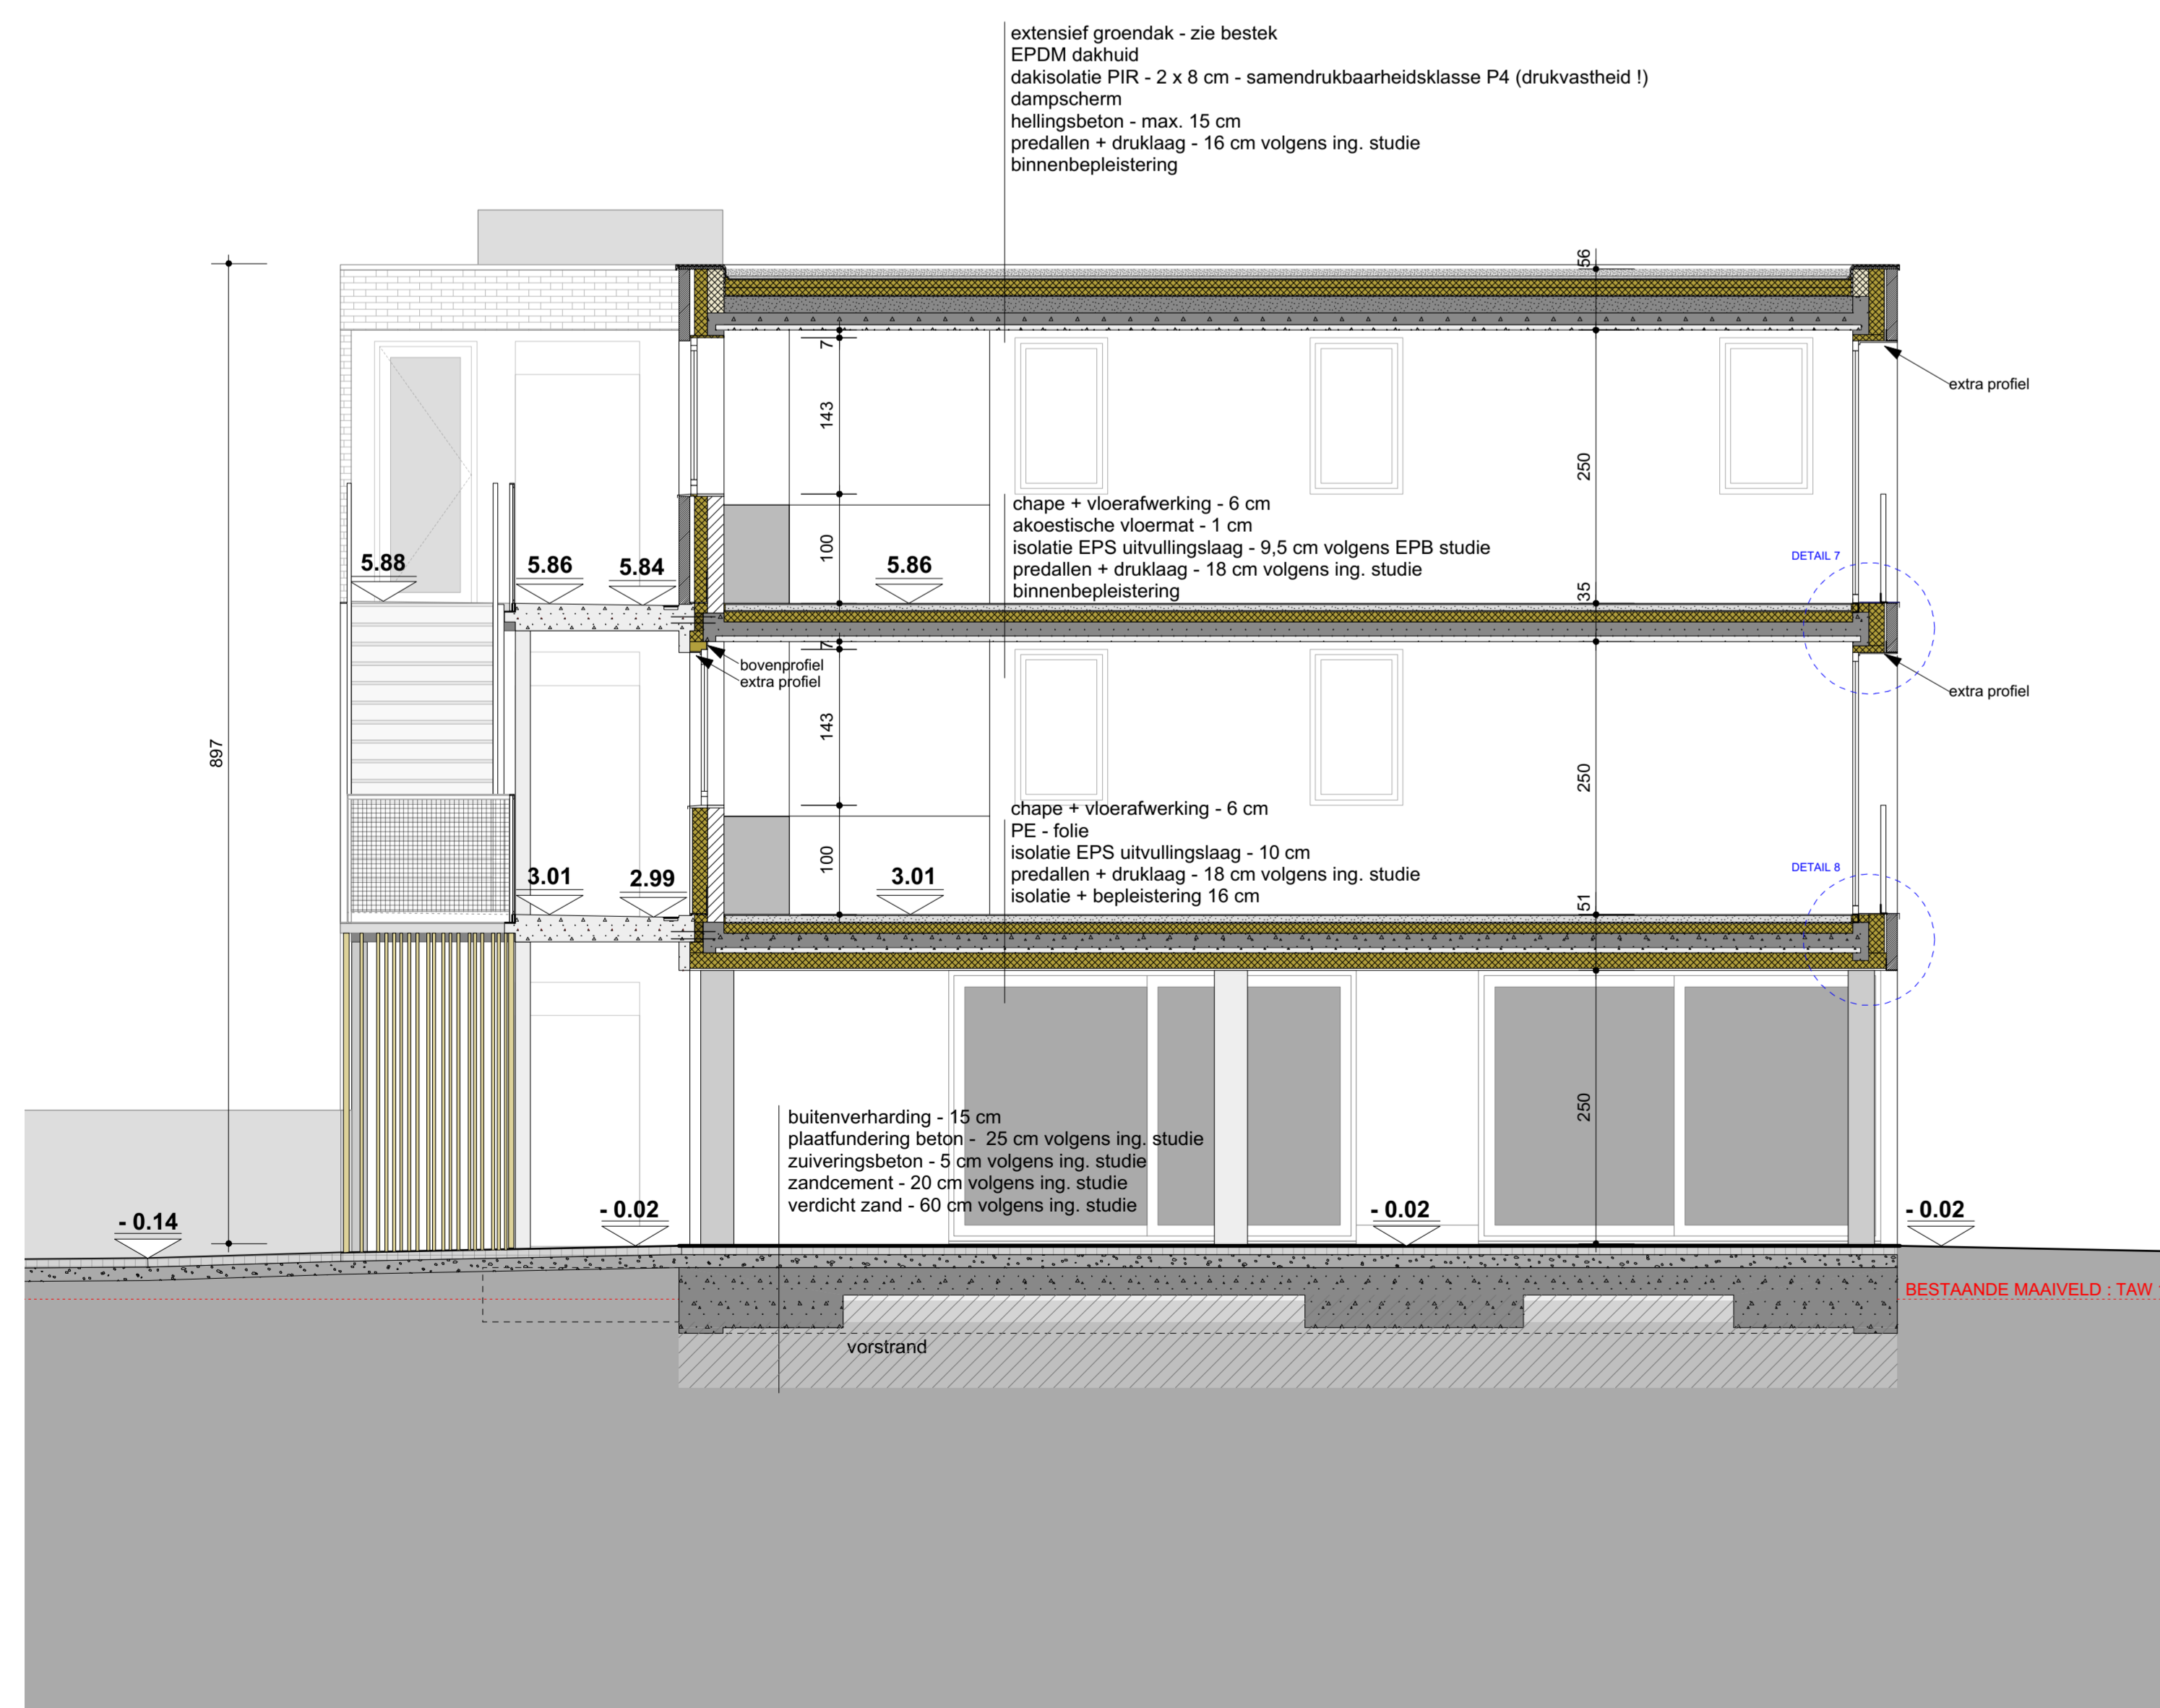 extensief groendak - zie bestek
EPDM dakhuid
dakisolatie PIR - 2 x 8 cm - samendrukbaarheidsklasse P4 (drukvastheid !)
dampscherm
hellingsbeton - max. 15 cm
predallen + druklaag - 16 cm volgens ing. studie
binnenbepleistering
56
7
extra profiel
143
250
chape + vloerafwerking - 6 cm
akoestische vloermat - 1 cm
isolatie EPS uitvullingslaag - 9,5 cm volgens EPB studie
predallen + druklaag - 18 cm volgens ing. studie
binnenbepleistering
100
DETAIL 7
5.88
5.86
5.84
5.86
35
7
bovenprofiel
extra profiel
extra profiel
897
143
250
chape + vloerafwerking - 6 cm
PE - folie
isolatie EPS uitvullingslaag - 10 cm
predallen + druklaag - 18 cm volgens ing. studie
isolatie + bepleistering 16 cm
100
DETAIL 8
3.01
2.99
3.01
51
250
buitenverharding - 15 cm
plaatfundering beton - 25 cm volgens ing. studie
zuiveringsbeton - 5 cm volgens ing. studie
zandcement - 20 cm volgens ing. studie
verdicht zand - 60 cm volgens ing. studie
- 0.14
- 0.02
- 0.02
- 0.02
BESTAANDE MAAIVELD : TAW
vorstrand